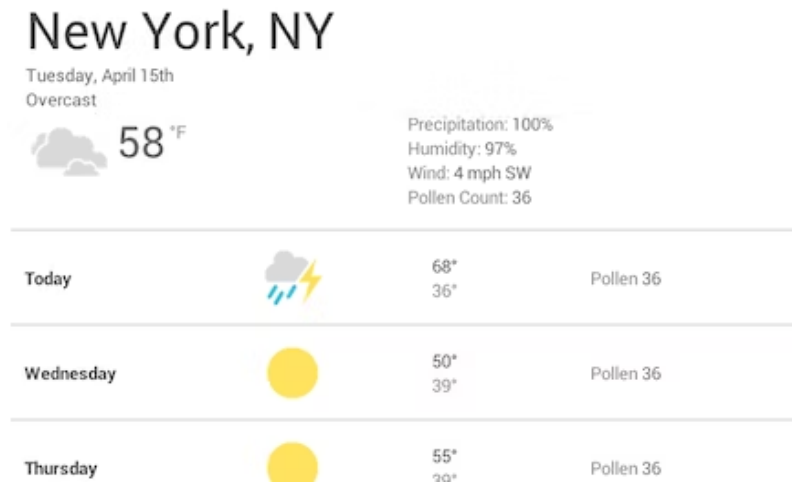 New York, NY
Tuesday, April 15th
Overcast
58 °F
Precipitation: 100%
Humidity: 97%
Wind: 4 mph SW
Pollen Count: 36
Today 68° Pollen 36
36°
Wednesday 50° Pollen 36
39°
Thursday 55° Pollen 36
39°